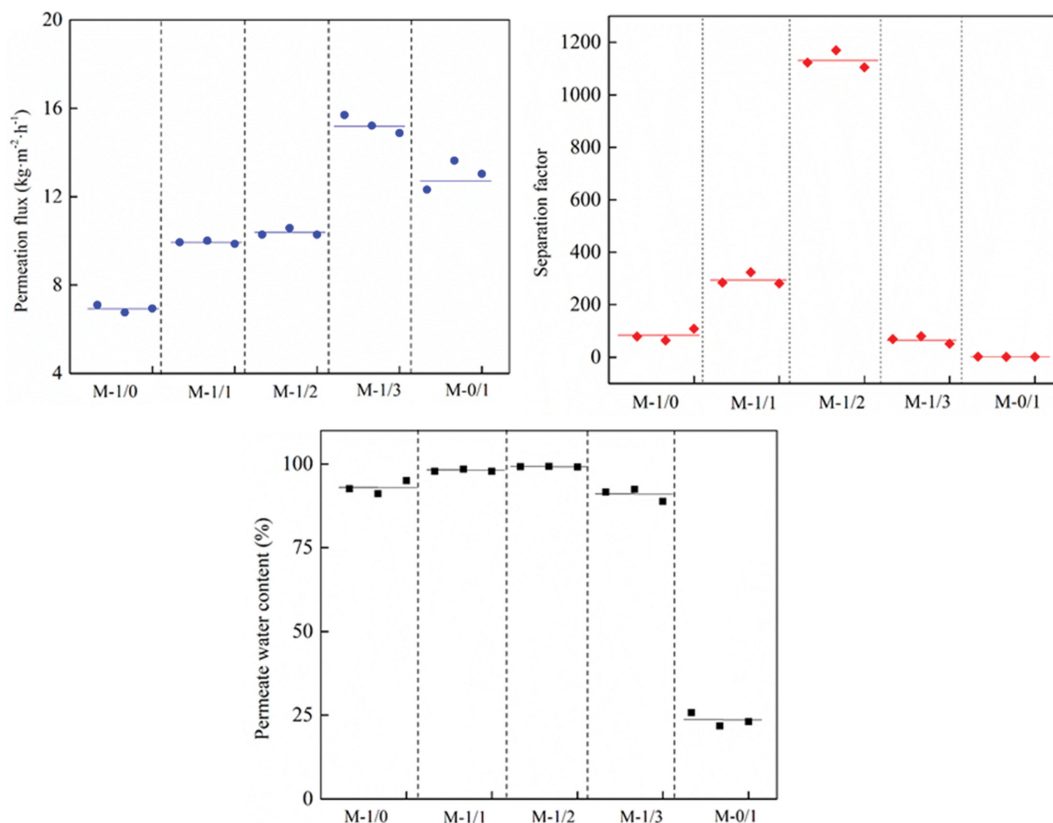 Permeation flux (kg·m⁻²·h⁻¹)
20
16
12
8
4
M-1/0 M-1/1 M-1/2 M-1/3 M-0/1
Separation factor
1200
1000
800
600
400
200
0
M-1/0 M-1/1 M-1/2 M-1/3 M-0/1
Permeate water content (%)
100
75
50
25
0
M-1/0 M-1/1 M-1/2 M-1/3 M-0/1